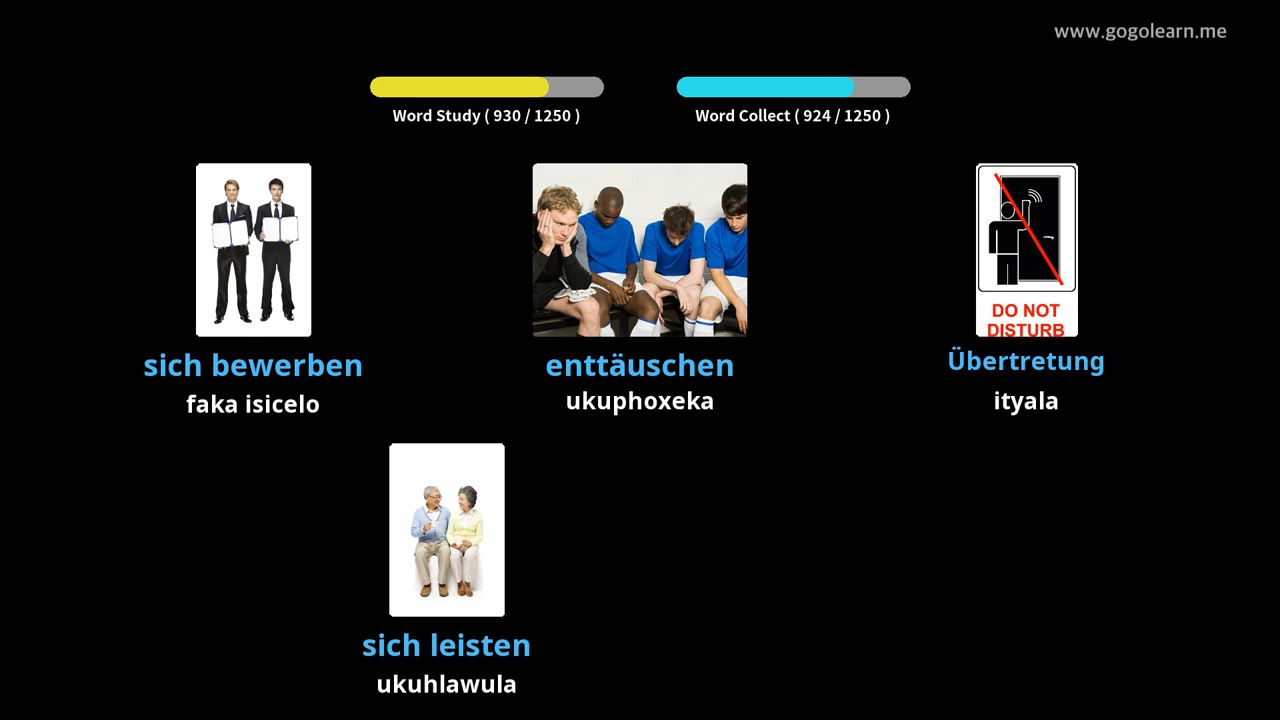 www.gogolearn.me
Word Study ( 930 / 1250 )
Word Collect ( 924 / 1250 )
DO NOT
DISTURB
sich bewerben
faka isicelo
enttäuschen
ukuphoxeka
Übertretung
ityala
sich leisten
ukuhlawula